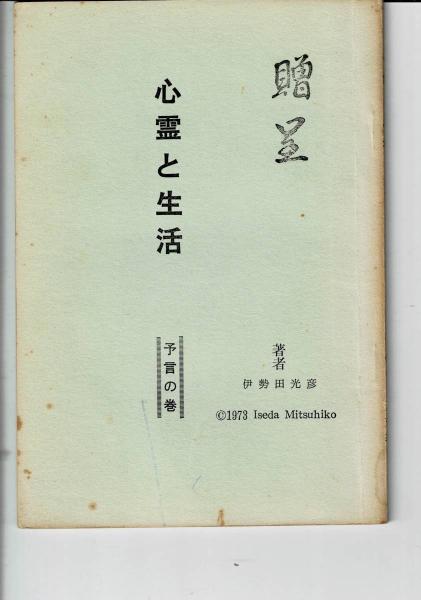 贈呈
心霊と生活
予言の巻
著者
伊勢田光彦
©1973 Iseda Mitsuhiko